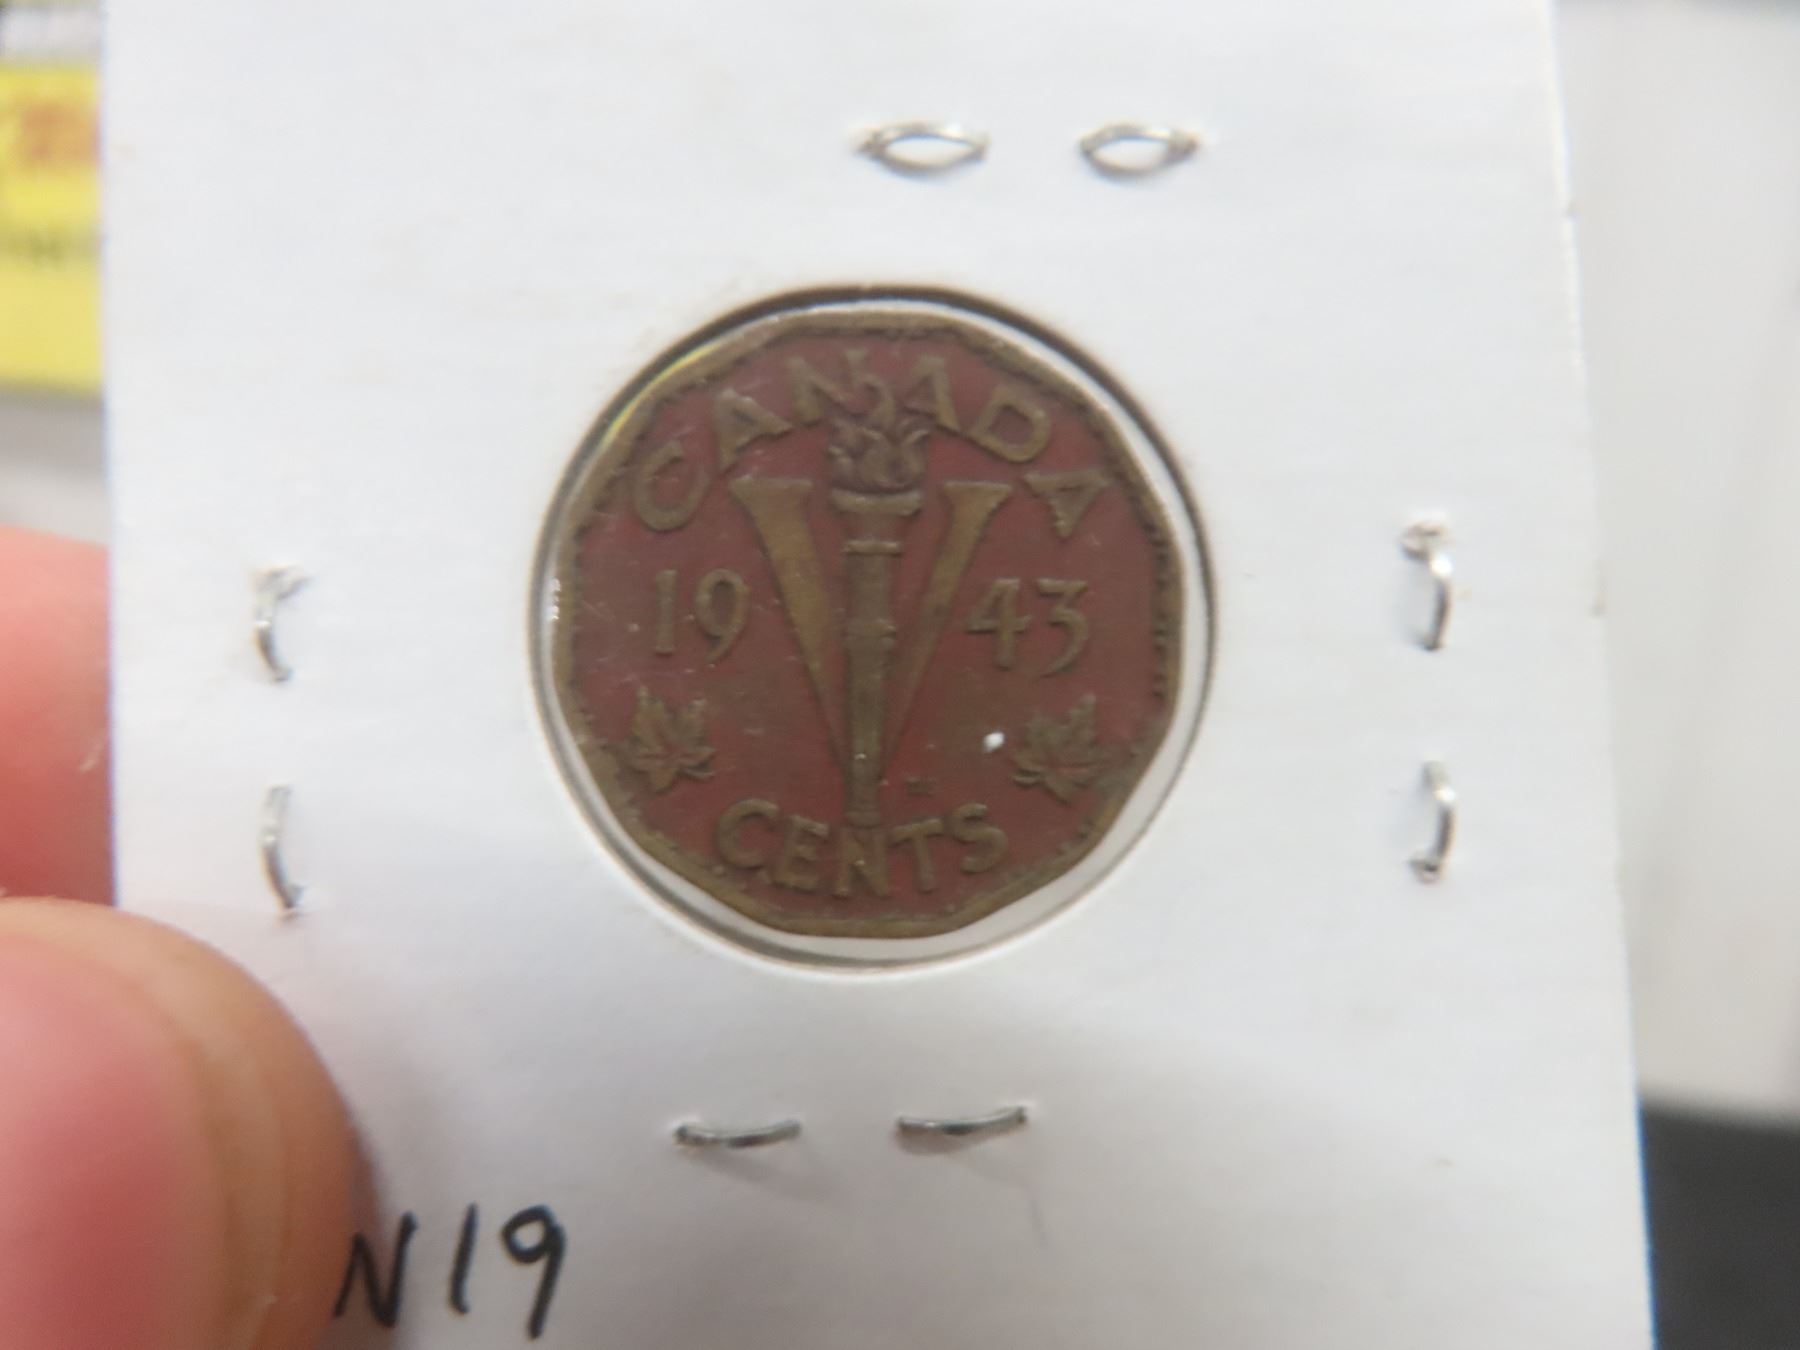 CANADA
19 V 43
CENTS
N19